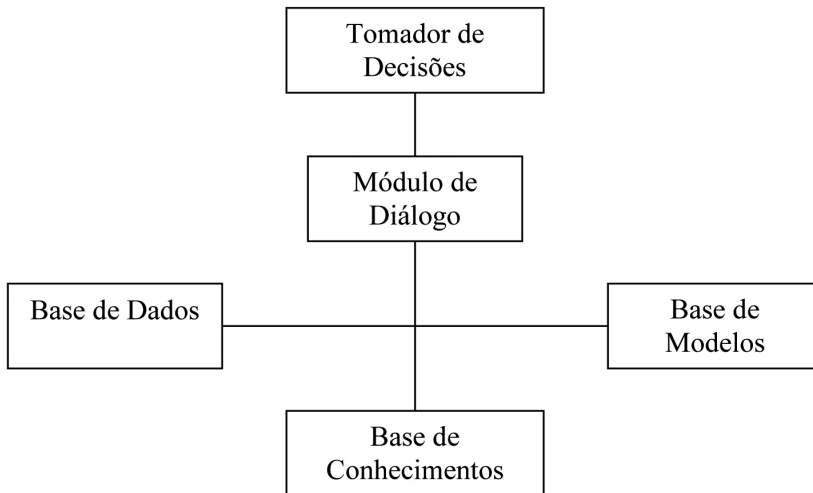 Tomador de
Decisões
Módulo de
Diálogo
Base de Dados
Base de
Modelos
Base de
Conhecimentos